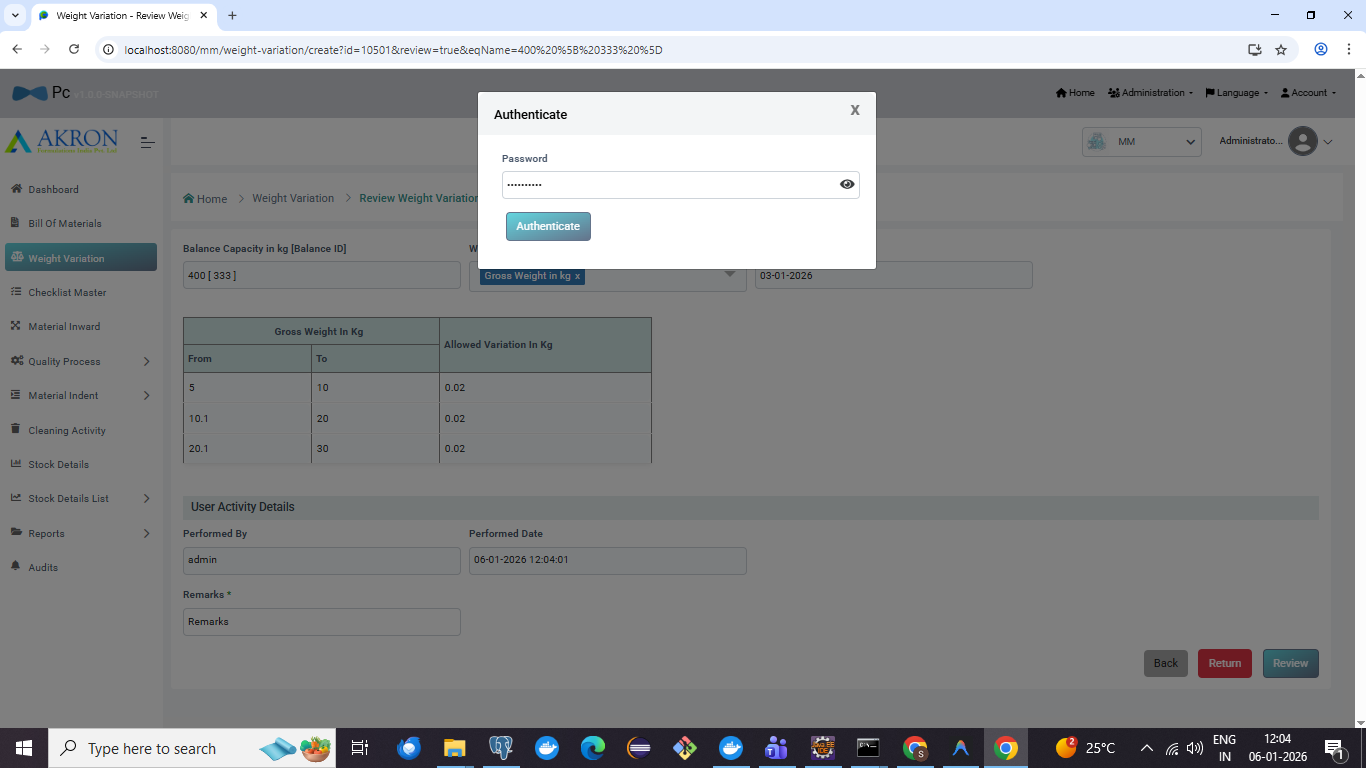 Weight Variation - Review Weig
localhost:8080/mm/weight-variation/create?id=10501&review=true&eqName=400%20%5B%20333%20%5D
Pc v1.0.0-SNAPSHOT
Home Administration Language Account
Authenticate X
Password
••••••••••
Authenticate
AKRON
MM
Administrato...
Dashboard
Bill Of Materials
Weight Variation
Checklist Master
Material Inward
Quality Process
Material Indent
Cleaning Activity
Stock Details
Stock Details List
Reports
Audits
Home > Weight Variation > Review Weight Variation
Balance Capacity in kg [Balance ID] W
400 [ 333 ] Gross Weight in kg x 03-01-2026
Gross Weight In Kg Allowed Variation In Kg
From To
5 10 0.02
10.1 20 0.02
20.1 30 0.02
User Activity Details
Performed By Performed Date
admin 06-01-2026 12:04:01
Remarks *
Remarks
Back Return Review
Type here to search
2
25°C
ENG
IN
12:04
06-01-2026
1